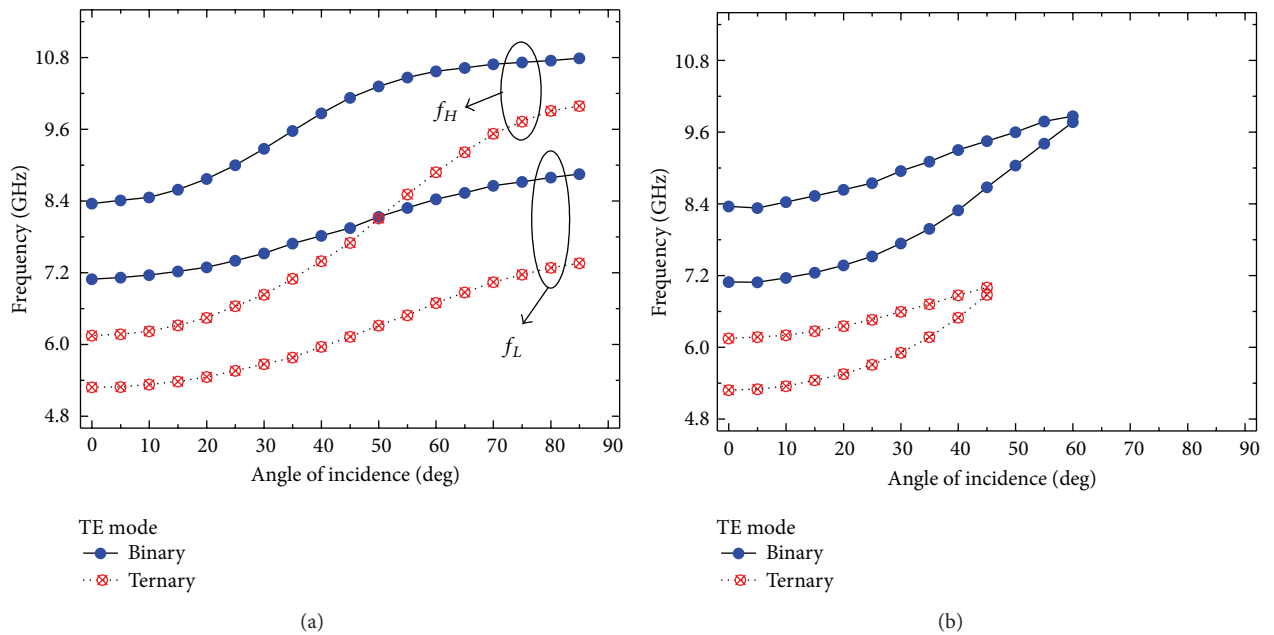 10.8
9.6
8.4
7.2
6.0
4.8
Frequency (GHz)
f_H
f_L
0 10 20 30 40 50 60 70 80 90
Angle of incidence (deg)
TE mode
Binary
Ternary
(a)
10.8
9.6
8.4
7.2
6.0
4.8
Frequency (GHz)
0 10 20 30 40 50 60 70 80 90
Angle of incidence (deg)
TE mode
Binary
Ternary
(b)